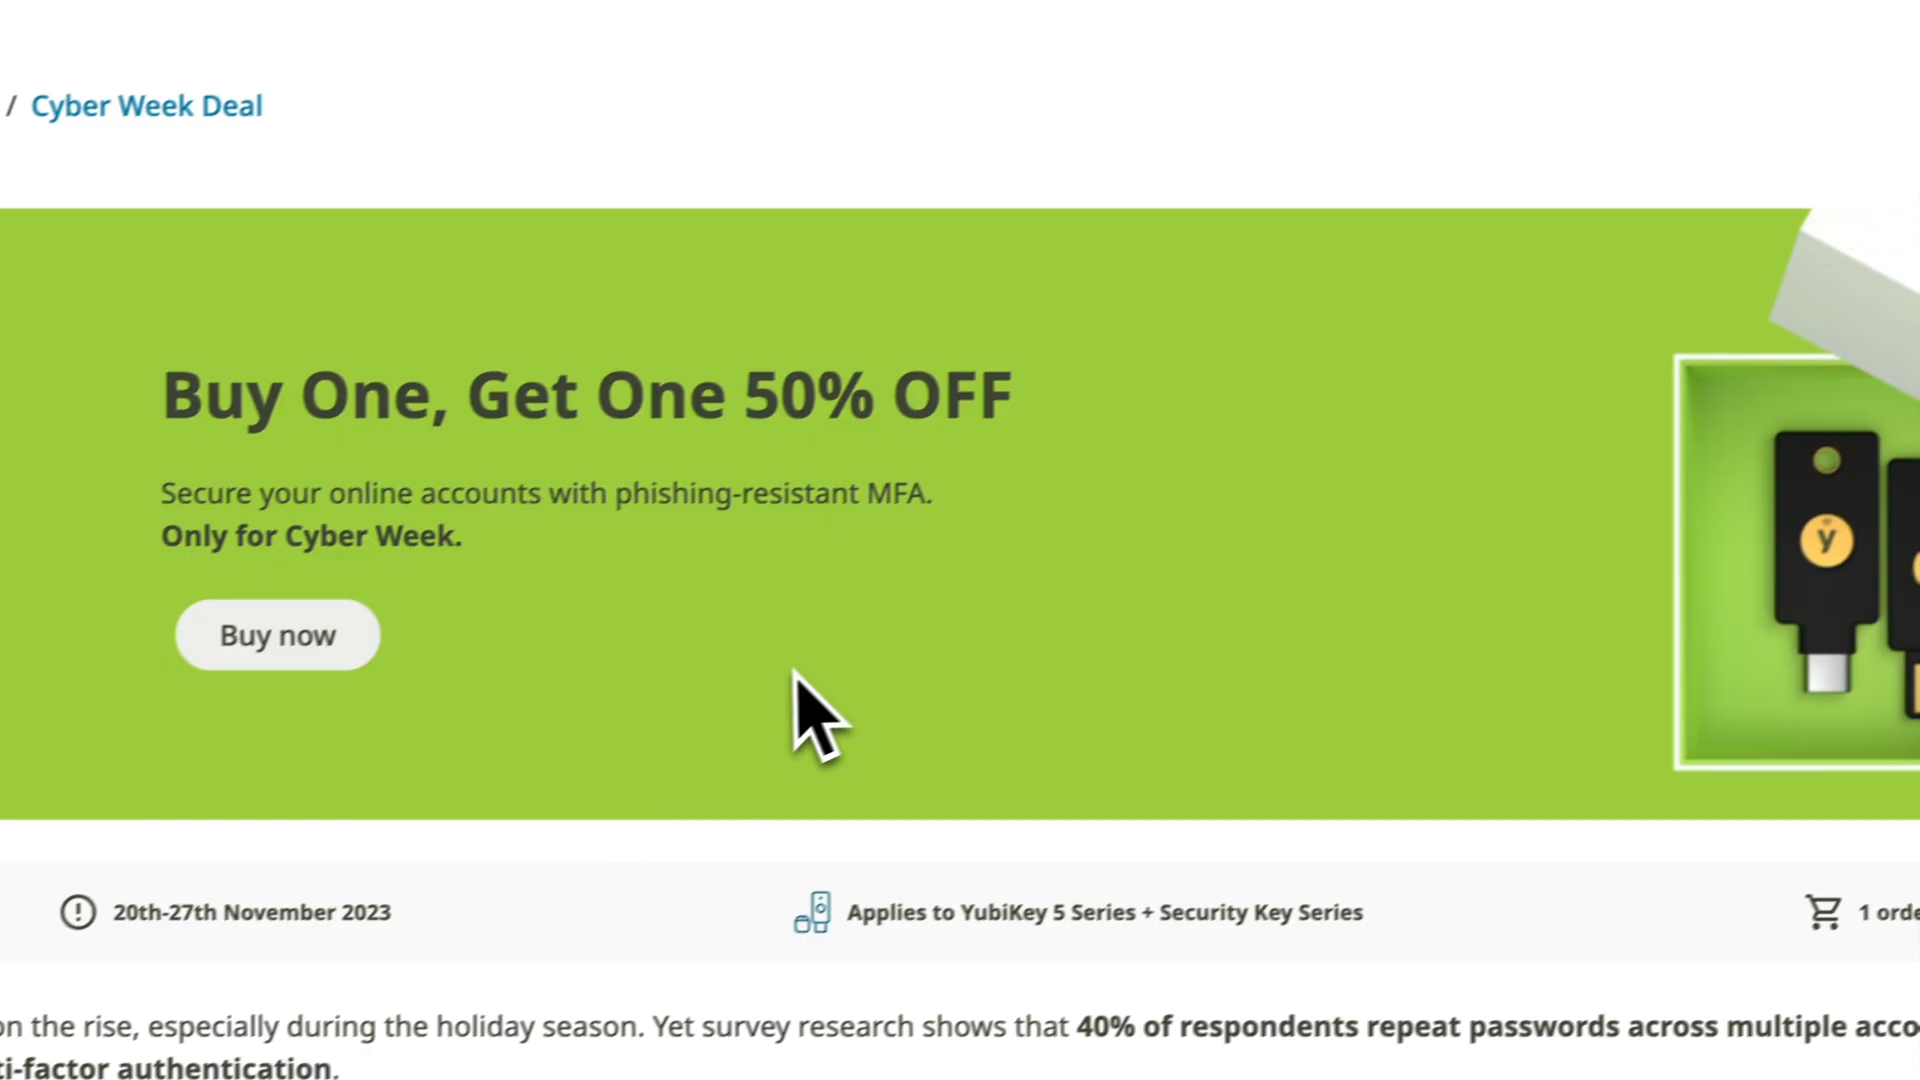 / Cyber Week Deal
Buy One, Get One 50% OFF
Secure your online accounts with phishing-resistant MFA.
Only for Cyber Week.
Buy now
y
20th-27th November 2023
Applies to YubiKey 5 Series + Security Key Series
1
on the rise, especially during the holiday season. Yet survey research shows that 40% of respondents repeat passwords across multiple
ti-factor authentication.